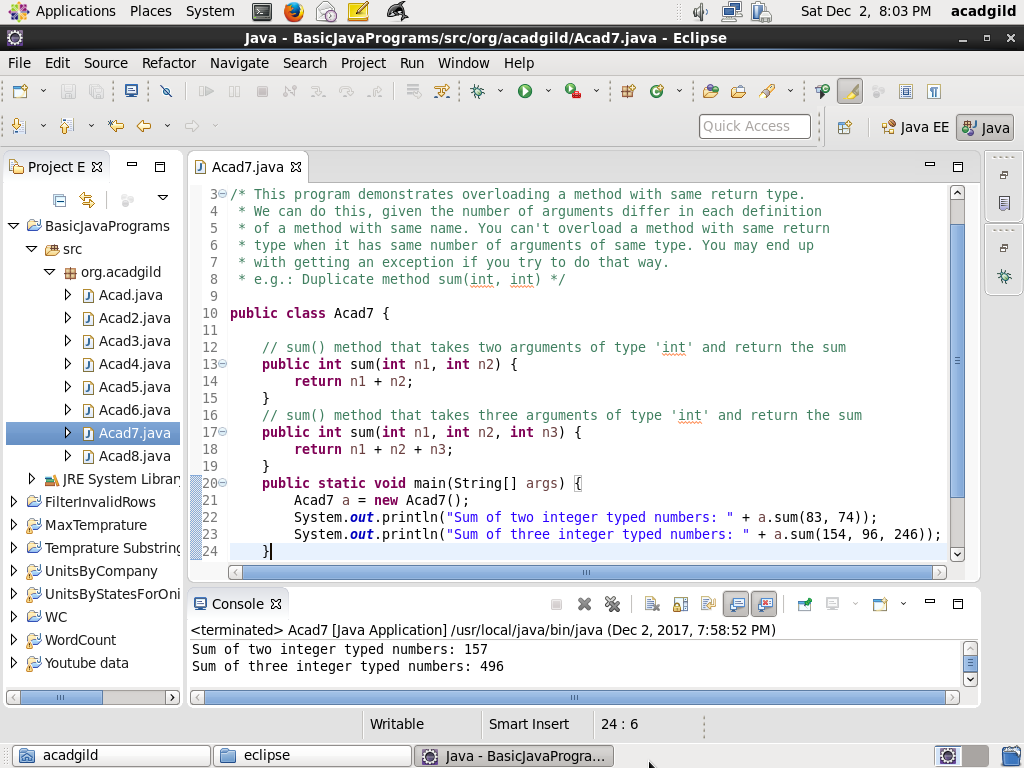 Applications Places System Sat Dec 2, 8:03 PM acadgild
Java - BasicJavaPrograms/src/org/acadgild/Acad7.java - Eclipse
File Edit Source Refactor Navigate Search Project Run Window Help
Quick Access Java EE Java
Project E
BasicJavaPrograms
src
org.acadgild
Acad.java
Acad2.java
Acad3.java
Acad4.java
Acad5.java
Acad6.java
Acad7.java
Acad8.java
JRE System Library
FilterInvalidRows
MaxTemprature
Temprature Substring
UnitsByCompany
UnitsByStatesForOni
WC
WordCount
Youtube data
Acad7.java
3 /* This program demonstrates overloading a method with same return type.
4 * We can do this, given the number of arguments differ in each definition
5 * of a method with same name. You can't overload a method with same return
6 * type when it has same number of arguments of same type. You may end up
7 * with getting an exception if you try to do that way.
8 * e.g.: Duplicate method sum(int, int) */
9
10 public class Acad7 {
11
12 // sum() method that takes two arguments of type 'int' and return the sum
13 public int sum(int n1, int n2) {
14 return n1 + n2;
15 }
16 // sum() method that takes three arguments of type 'int' and return the sum
17 public int sum(int n1, int n2, int n3) {
18 return n1 + n2 + n3;
19 }
20 public static void main(String[] args) {
21 Acad7 a = new Acad7();
22 System.out.println("Sum of two integer typed numbers: " + a.sum(83, 74));
23 System.out.println("Sum of three integer typed numbers: " + a.sum(154, 96, 246));
24 }
Console
<terminated> Acad7 [Java Application] /usr/local/java/bin/java (Dec 2, 2017, 7:58:52 PM)
Sum of two integer typed numbers: 157
Sum of three integer typed numbers: 496
Writable Smart Insert 24 : 6
acadgild eclipse Java - BasicJavaProgra...